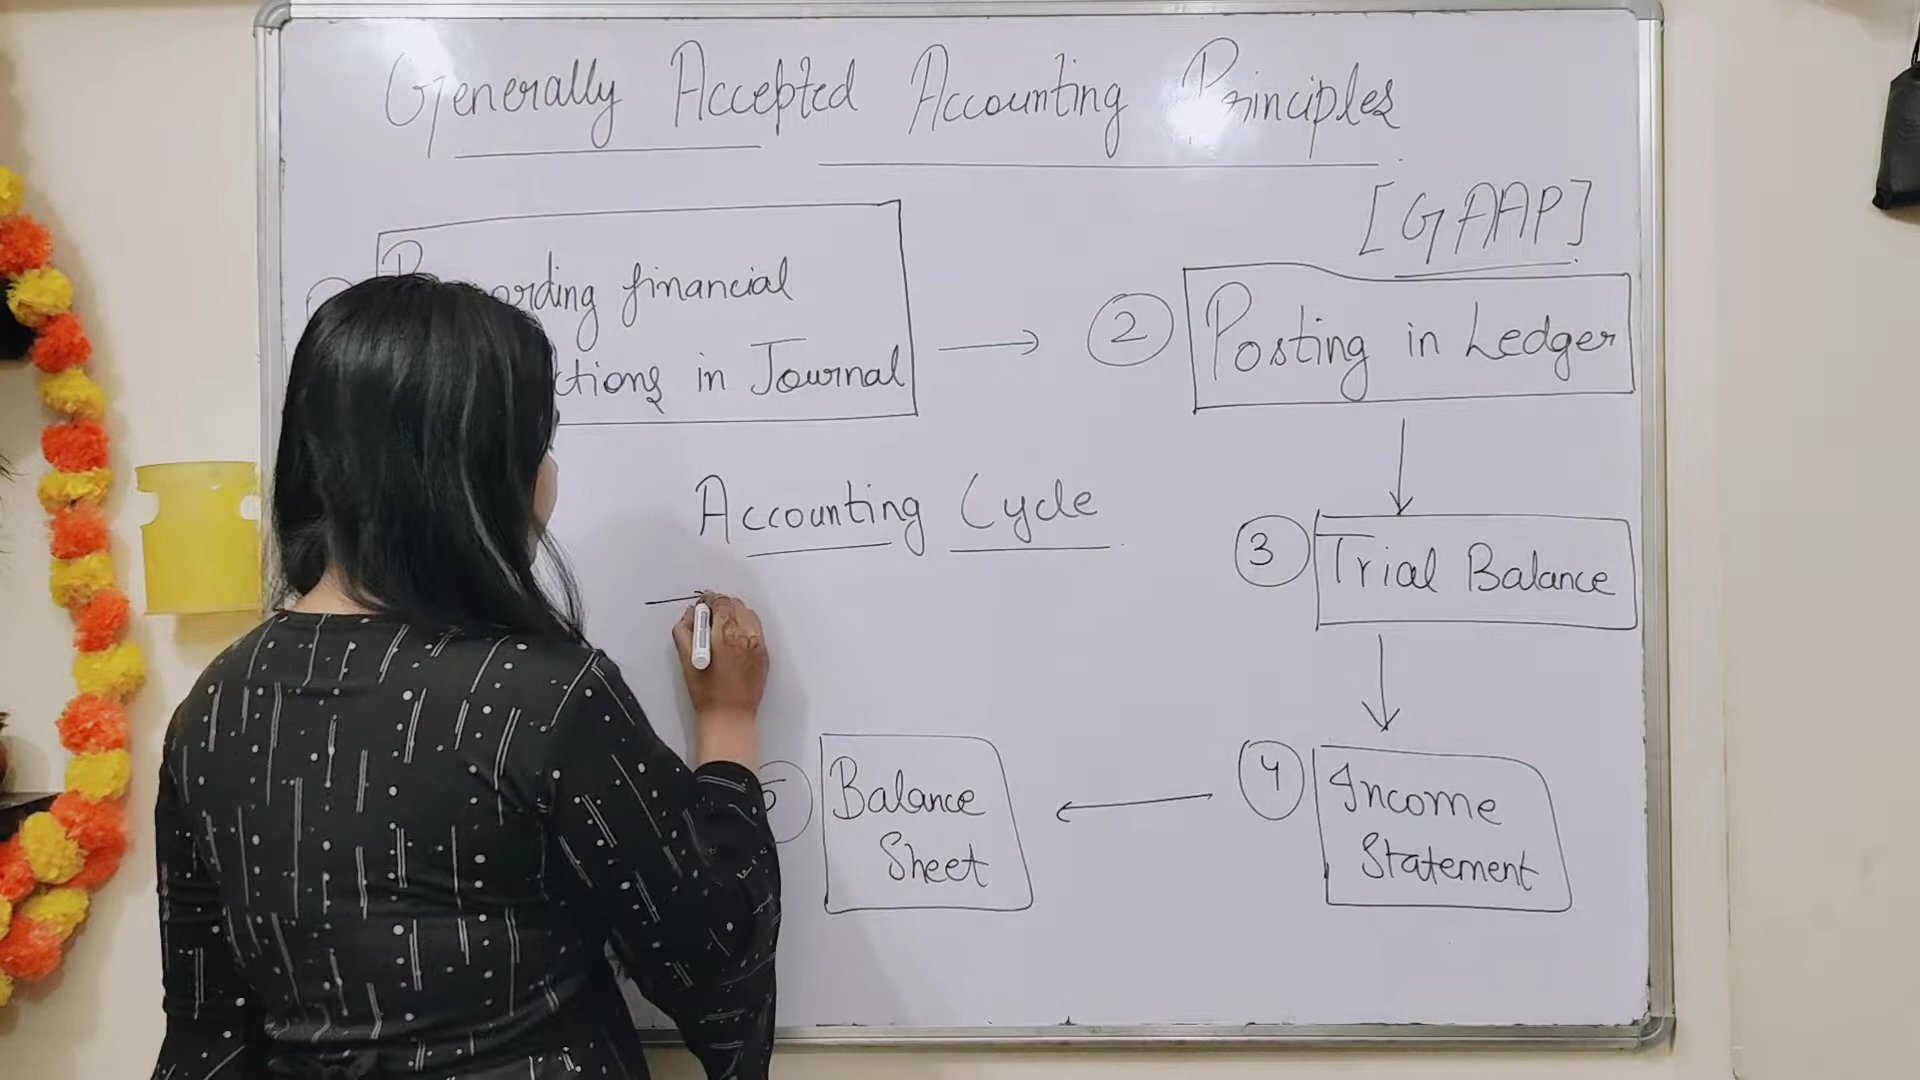 Generally Accepted Accounting Principles
[GAAP]
financial
in Journal
2 Posting in Ledger
Accounting Cycle
3 Trial Balance
4 Income
Statement
5 Balance
Sheet